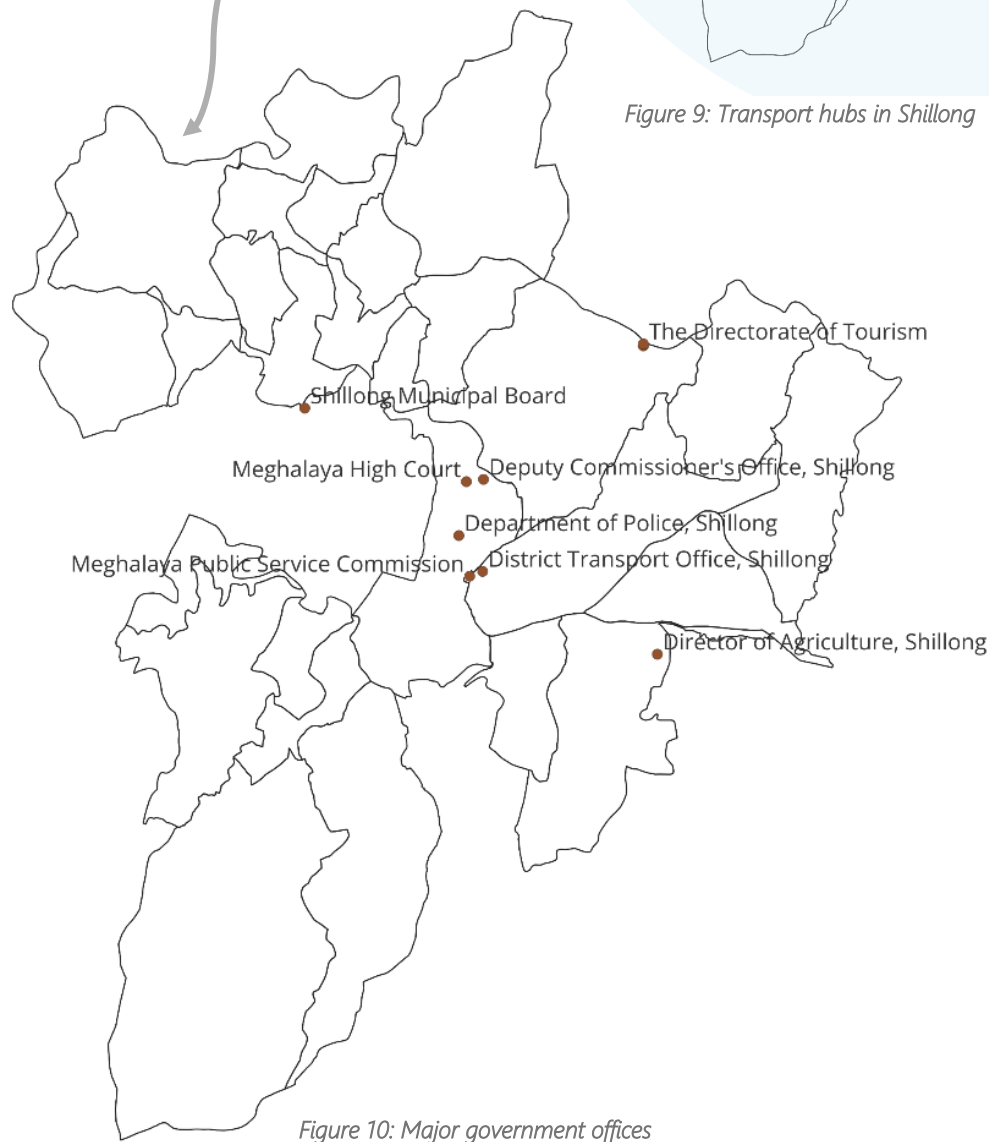 Figure 9: Transport hubs in Shillong
The Directorate of Tourism
Shillong Municipal Board
Meghalaya High Court
Deputy Commissioner's Office, Shillong
Department of Police, Shillong
Meghalaya Public Service Commission
District Transport Office, Shillong
Director of Agriculture, Shillong
Figure 10: Major government offices